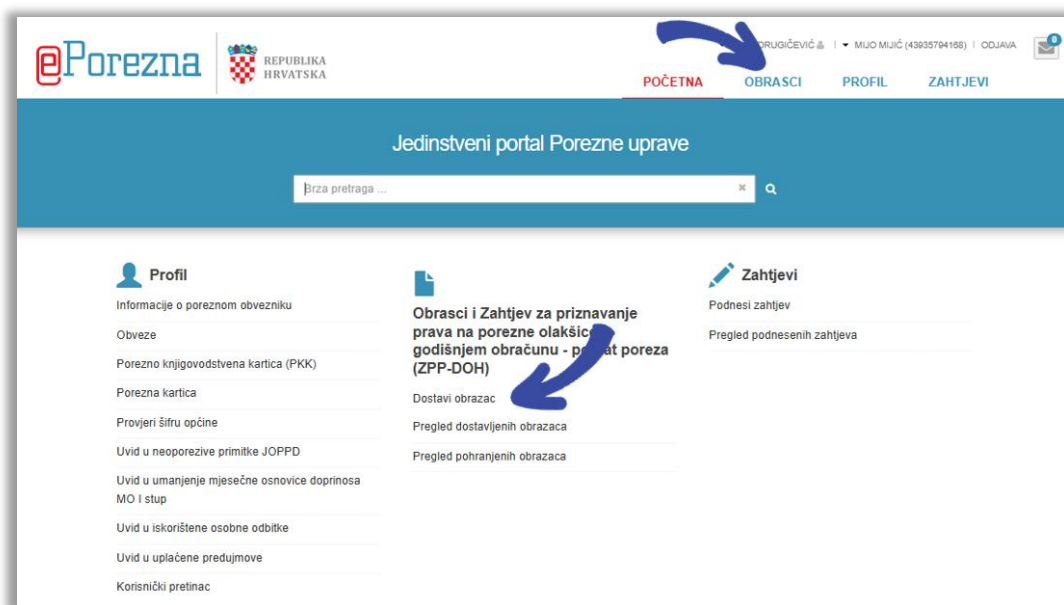 ePorezna
REPUBLIKA
HRVATSKA
DRUGIČEVIĆ | MIJO MIJIĆ (43935794168) | ODJAVA
0
POČETNA OBRASCI PROFIL ZAHTJEVI
Jedinstveni portal Porezne uprave
Brza pretraga ...
Profil
Informacije o poreznom obvezniku
Obveze
Porezno knjigovodstvena kartica (PKK)
Porezna kartica
Provjeri šifru općine
Uvid u neoporezive primitke JOPPD
Uvid u umanjenje mjesečne osnovice doprinosa
MO I stup
Uvid u iskorištene osobne odbitke
Uvid u uplaćene predujmove
Korisnički pretinac
Obrasci i Zahtjev za priznavanje
prava na porezne olakšice
godišnjem obračunu - poreza
(ZPP-DOH)
Dostavi obrazac
Pregled dostavljenih obrazaca
Pregled pohranjenih obrazaca
Zahtjevi
Podnesi zahtjev
Pregled podnesenih zahtjeva